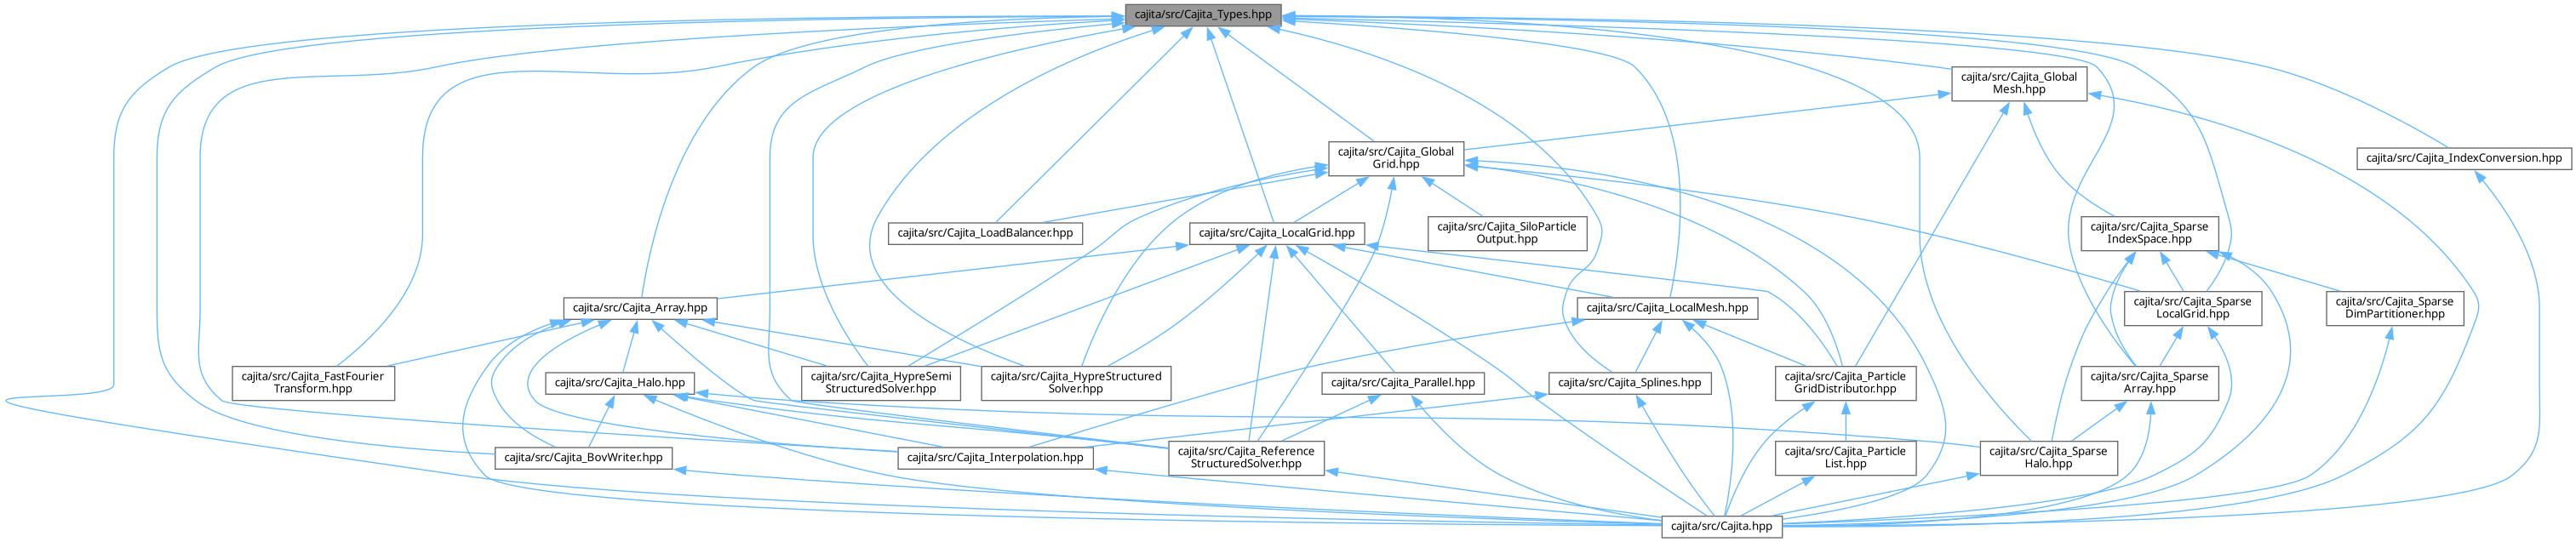 cajita/src/Cajita_Types.hpp
cajita/src/Cajita_Global
Mesh.hpp
cajita/src/Cajita_Global
Grid.hpp
cajita/src/Cajita_IndexConversion.hpp
cajita/src/Cajita_LoadBalancer.hpp
cajita/src/Cajita_LocalGrid.hpp
cajita/src/Cajita_SiloParticle
Output.hpp
cajita/src/Cajita_Sparse
IndexSpace.hpp
cajita/src/Cajita_Array.hpp
cajita/src/Cajita_LocalMesh.hpp
cajita/src/Cajita_Sparse
LocalGrid.hpp
cajita/src/Cajita_Sparse
DimPartitioner.hpp
cajita/src/Cajita_FastFourier
Transform.hpp
cajita/src/Cajita_Halo.hpp
cajita/src/Cajita_HypreSemi
StructuredSolver.hpp
cajita/src/Cajita_HypreStructured
Solver.hpp
cajita/src/Cajita_Parallel.hpp
cajita/src/Cajita_Splines.hpp
cajita/src/Cajita_Particle
GridDistributor.hpp
cajita/src/Cajita_Sparse
Array.hpp
cajita/src/Cajita_BovWriter.hpp
cajita/src/Cajita_Interpolation.hpp
cajita/src/Cajita_Reference
StructuredSolver.hpp
cajita/src/Cajita_Particle
List.hpp
cajita/src/Cajita_Sparse
Halo.hpp
cajita/src/Cajita.hpp